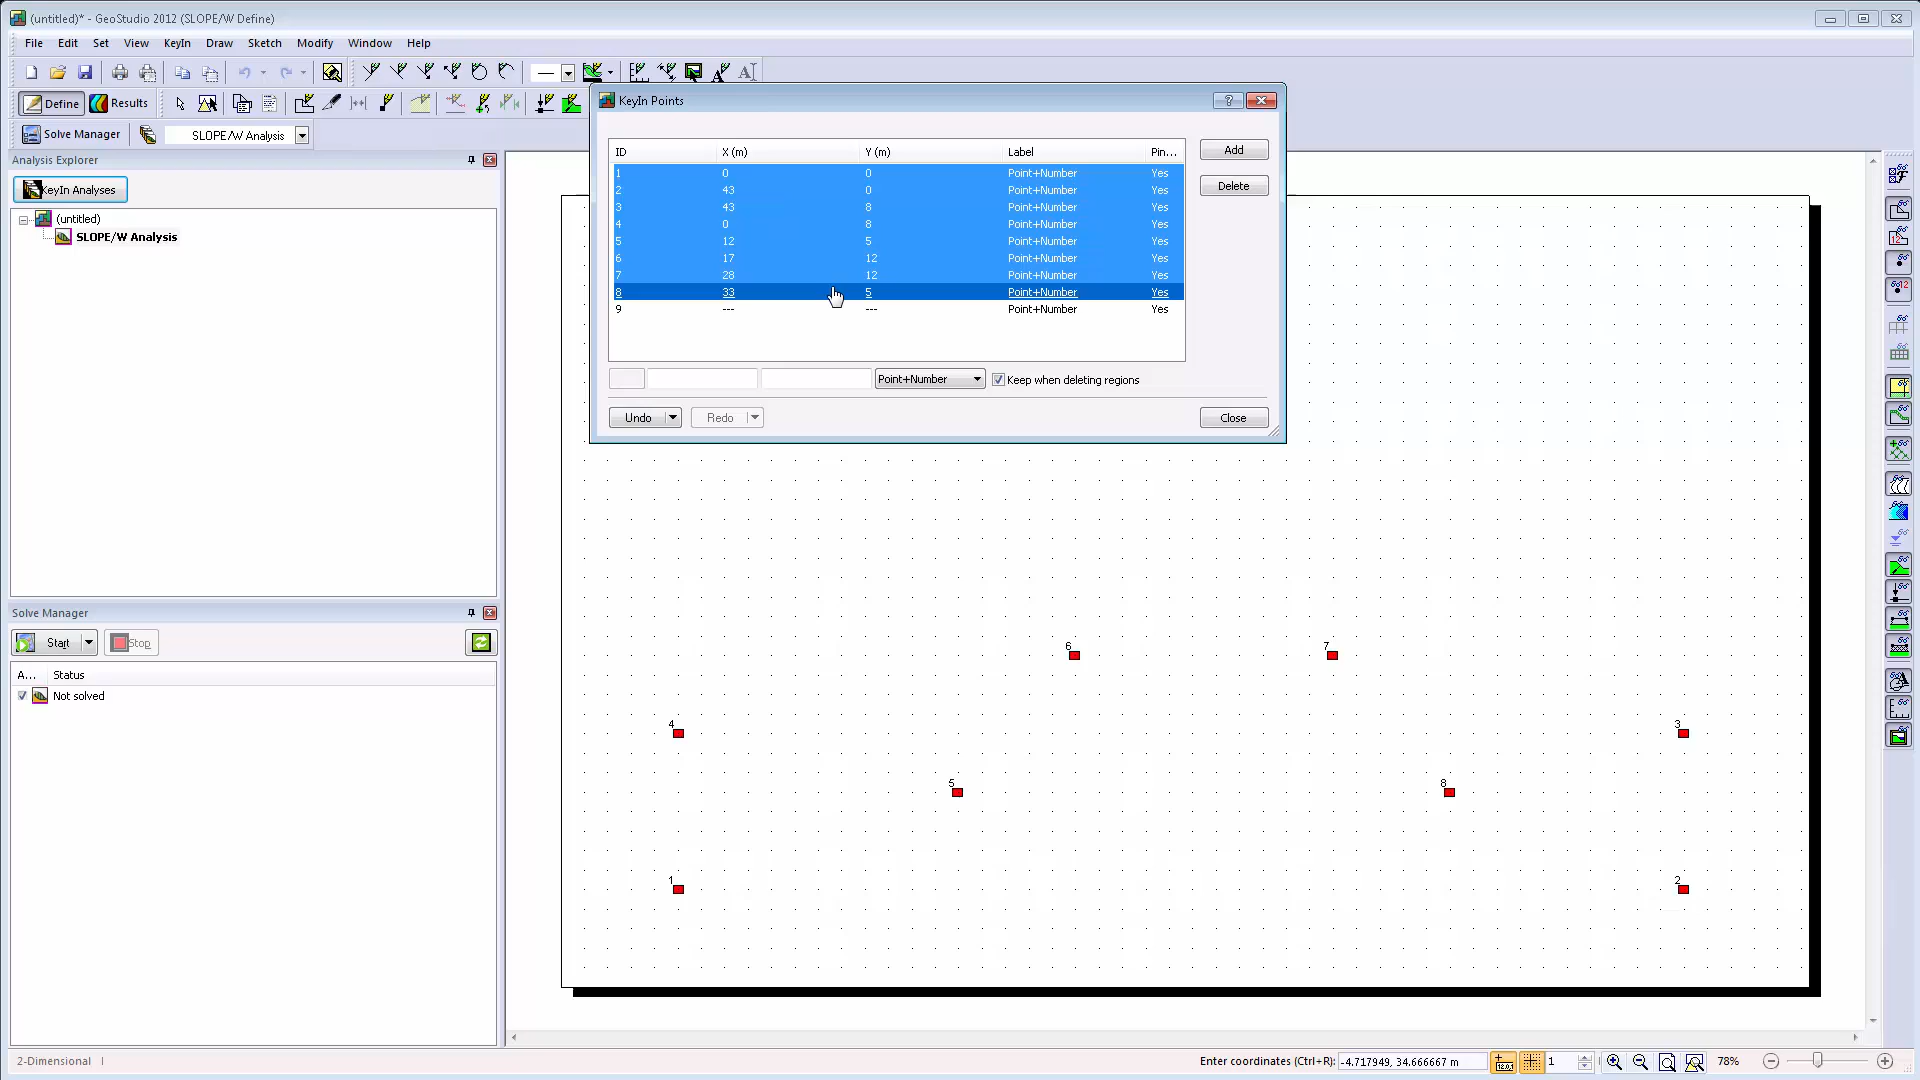 (untitled)* - GeoStudio 2012 (SLOPE/W Define)
File Edit Set View KeyIn Draw Sketch Modify Window Help
Define Results
Solve Manager SLOPE/W Analysis
Analysis Explorer
KeyIn Analyses
(untitled)
SLOPE/W Analysis
KeyIn Points
ID X (m) Y (m) Label Pin...
1 0 0 Point+Number Yes
2 43 0 Point+Number Yes
3 43 8 Point+Number Yes
4 0 8 Point+Number Yes
5 12 5 Point+Number Yes
6 17 12 Point+Number Yes
7 28 12 Point+Number Yes
8 33 5 Point+Number Yes
9 --- --- Point+Number Yes
Add
Delete
Point+Number Keep when deleting regions
Undo Redo Close
Solve Manager
Start Stop
A... Status
Not solved
6 7
4 3
5 8
1 2
2-Dimensional
Enter coordinates (Ctrl+R): -4.717949, 34.666667 m 1 78%